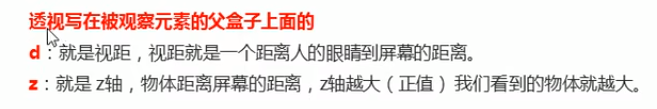 透视写在被观察元素的父盒子上面的
d：就是视距，视距就是一个距离人的眼睛到屏幕的距离。
z：就是 z轴，物体距离屏幕的距离，z轴越大（正值）我们看到的物体就越大。